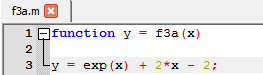 f3a.m
1 function y = f3a(x)
2
3 y = exp(x) + 2*x - 2;